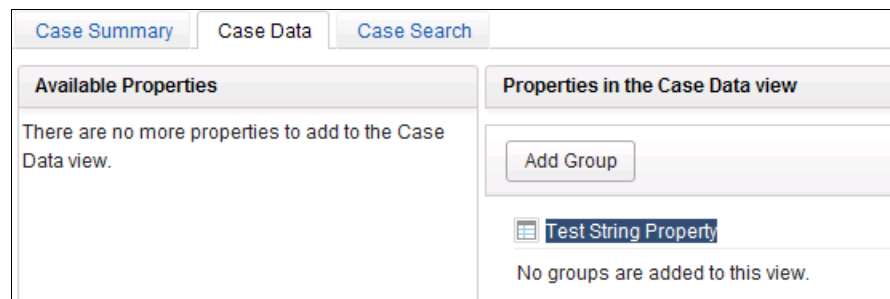 Case Summary
Case Data
Case Search
Available Properties
There are no more properties to add to the Case
Data view.
Properties in the Case Data view
Add Group
Test String Property
No groups are added to this view.